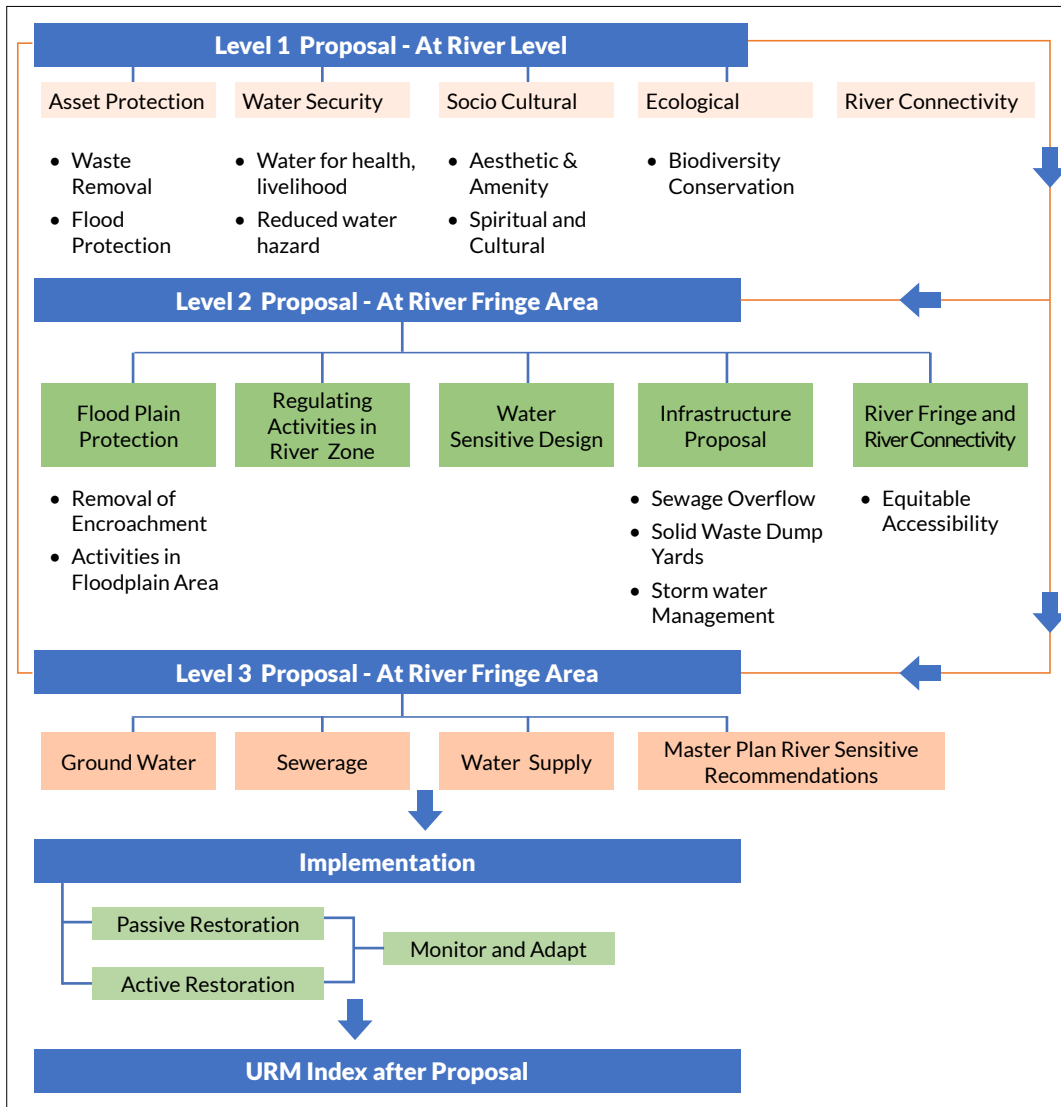 Level 1 Proposal - At River Level
Asset Protection
Water Security
Socio Cultural
Ecological
River Connectivity
• Waste
Removal
• Flood
Protection
• Water for health,
livelihood
• Reduced water
hazard
• Aesthetic &
Amenity
• Spiritual and
Cultural
• Biodiversity
Conservation
Level 2 Proposal - At River Fringe Area
Flood Plain
Protection
Regulating
Activities in
River Zone
Water
Sensitive Design
Infrastructure
Proposal
River Fringe and
River Connectivity
• Removal of
Encroachment
• Activities in
Floodplain Area
• Sewage Overflow
• Solid Waste Dump
Yards
• Storm water
Management
• Equitable
Accessibility
Level 3 Proposal - At River Fringe Area
Ground Water
Sewerage
Water Supply
Master Plan River Sensitive
Recommendations
Implementation
Passive Restoration
Monitor and Adapt
Active Restoration
URM Index after Proposal